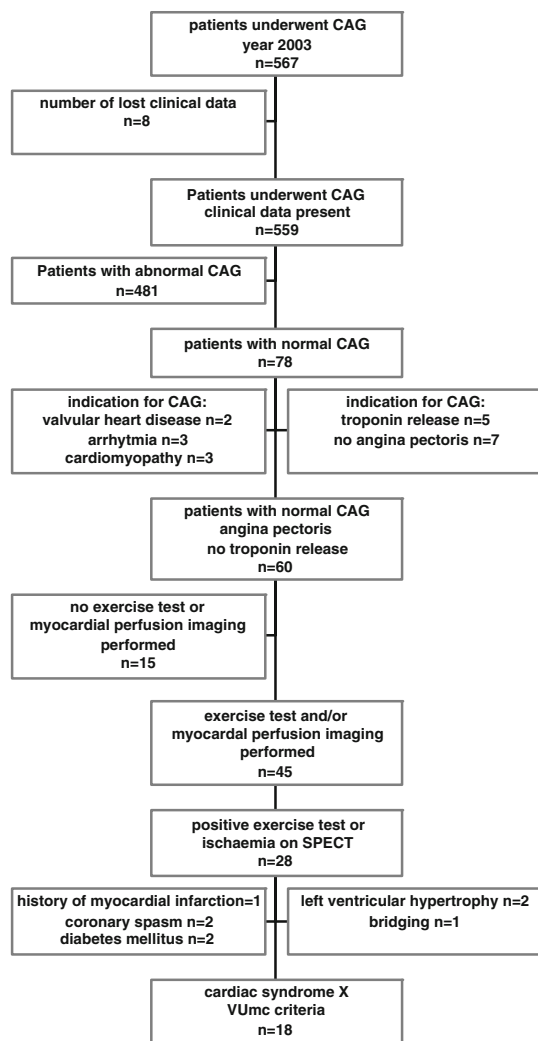 patients underwent CAG
year 2003
n=567
number of lost clinical data
n=8
Patients underwent CAG
clinical data present
n=559
Patients with abnormal CAG
n=481
patients with normal CAG
n=78
indication for CAG:
valvular heart disease n=2
arrhytmia n=3
cardiomyopathy n=3
indication for CAG:
troponin release n=5
no angina pectoris n=7
patients with normal CAG
angina pectoris
no troponin release
n=60
no exercise test or
myocardial perfusion imaging
performed
n=15
exercise test and/or
myocardal perfusion imaging
performed
n=45
positive exercise test or
ischaemia on SPECT
n=28
history of myocardial infarction=1
coronary spasm n=2
diabetes mellitus n=2
left ventricular hypertrophy n=2
bridging n=1
cardiac syndrome X
VUmc criteria
n=18